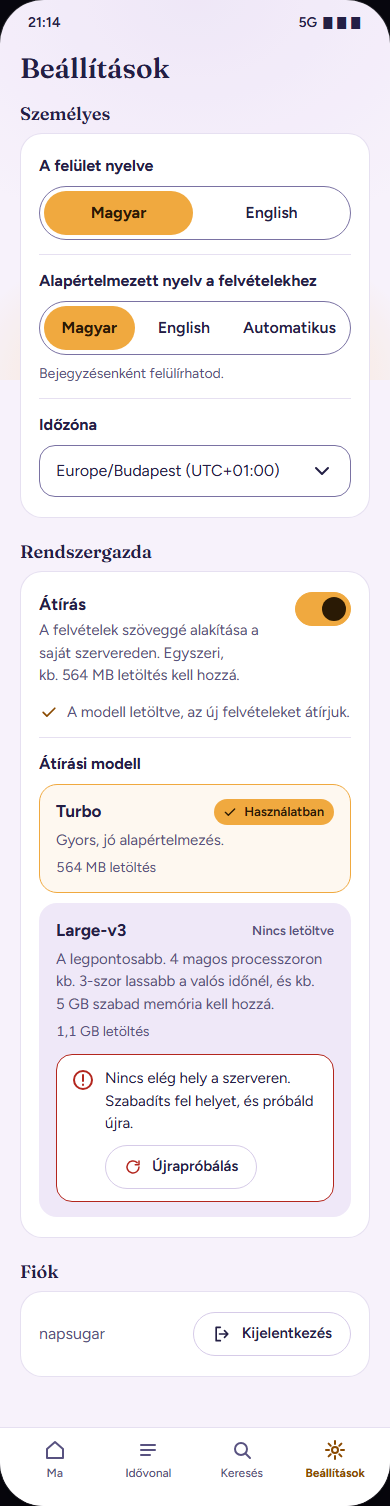 21:14
5G
Beállítások
Személyes
A felület nyelve
Magyar
English
Alapértelmezett nyelv a felvételekhez
Magyar
English
Automatikus
Bejegyzésenként felülírhatod.
Időzóna
Europe/Budapest (UTC+01:00)
Rendszergazda
Átírás
A felvételek szöveggé alakítása a
saját szervereden. Egyszeri,
kb. 564 MB letöltés kell hozzá.
A modell letöltve, az új felvételeket átírjuk.
Átírási modell
Turbo
Használatban
Gyors, jó alapértelmezés.
564 MB letöltés
Large-v3
Nincs letöltve
A legpontosabb. 4 magos processzoron
kb. 3-szor lassabb a valós időnél, és kb.
5 GB szabad memória kell hozzá.
1,1 GB letöltés
Nincs elég hely a szerveren.
Szabadíts fel helyet, és próbáld
újra.
Újrapróbálás
Fiók
napsugar
Kijelentkezés
Ma
Idővonal
Keresés
Beállítások